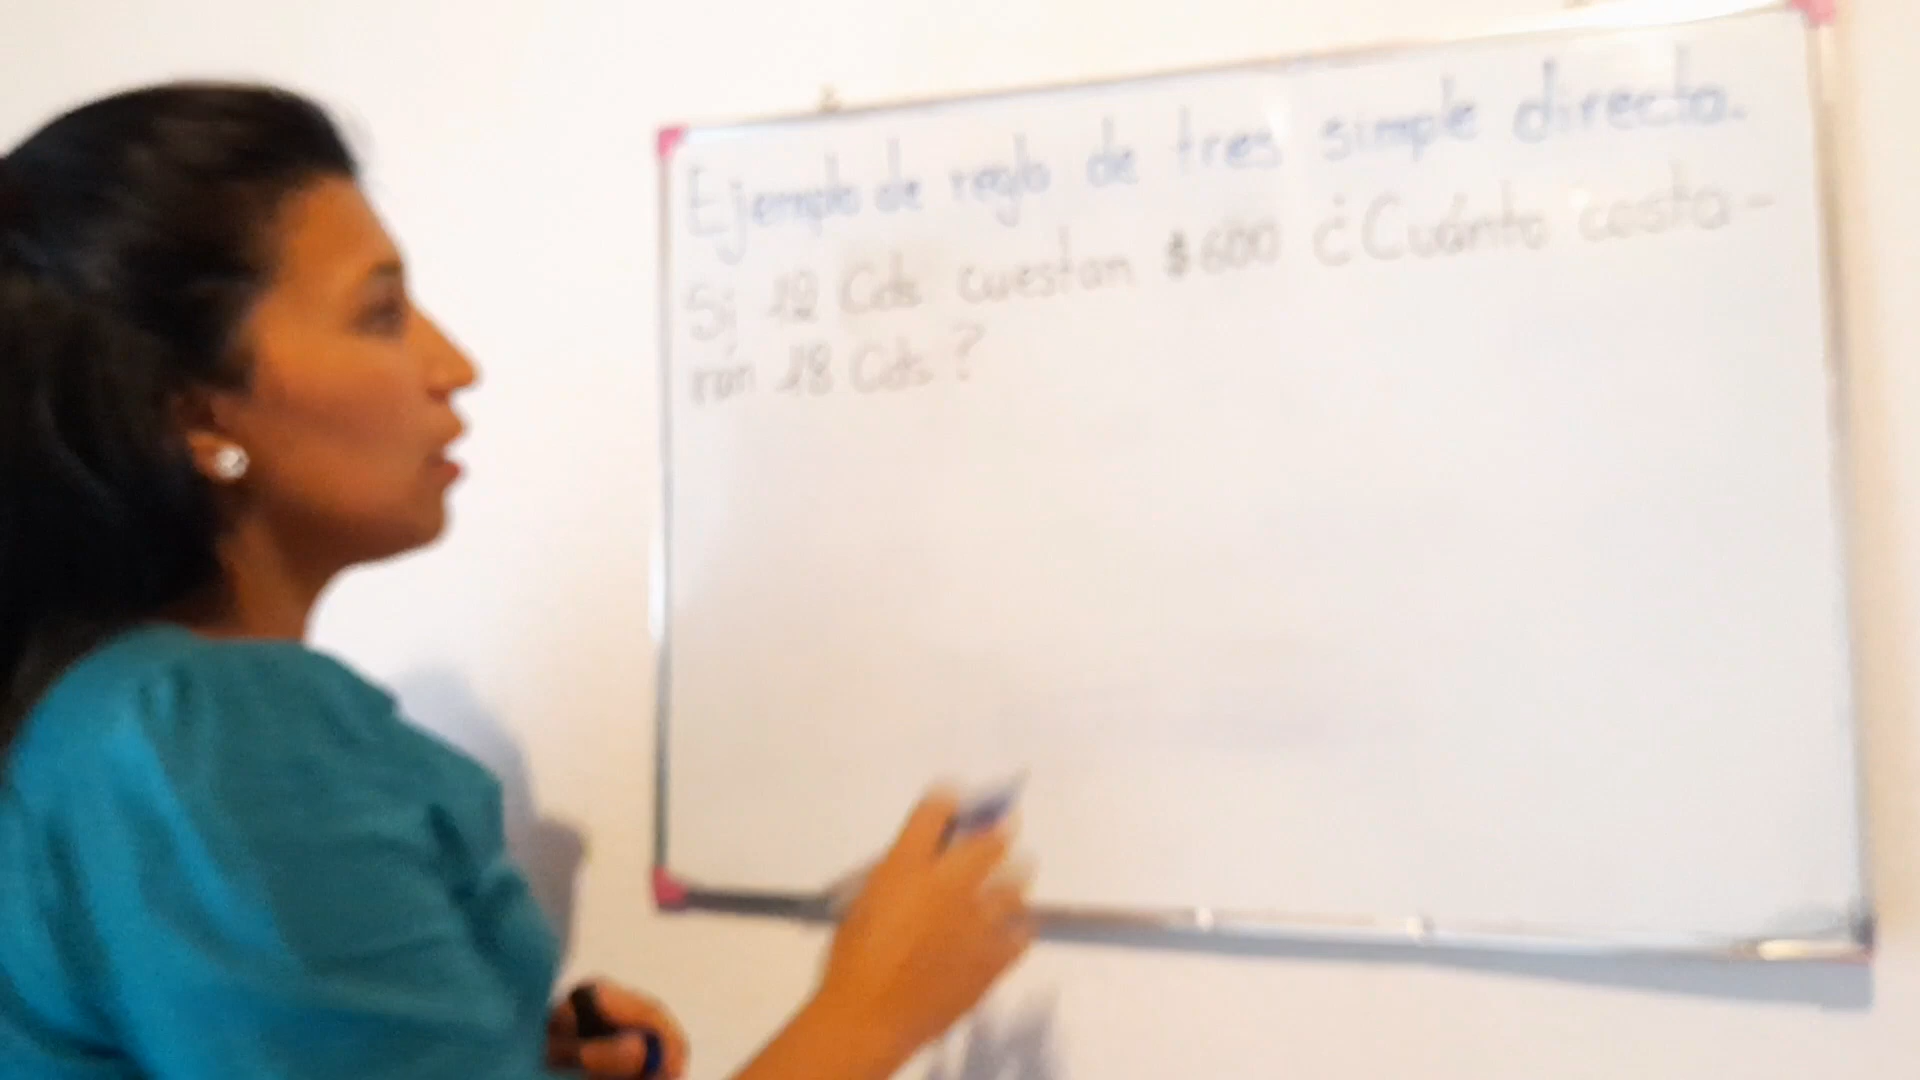 Ejemplo de regla de tres simple directa.
Si 12 Cds cuestan $600 ¿Cuánto costa-
rán 18 Cds?